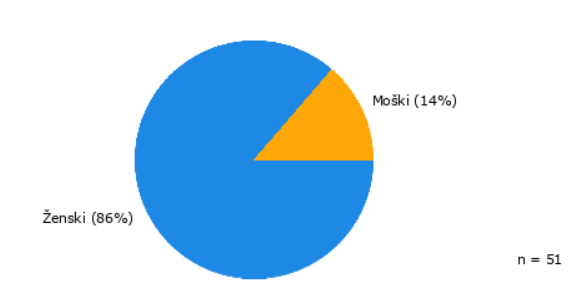 Moški (14%)
Ženski (86%)
n = 51